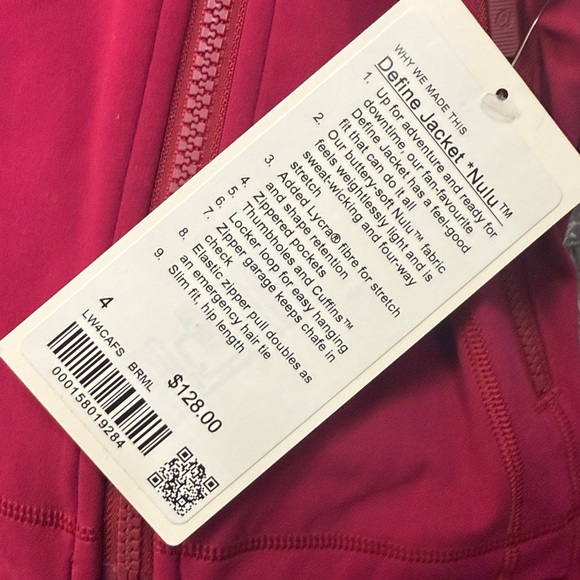 WHY WE MADE THIS
Define Jacket *Nulu™
1. Up for adventure and ready for
downtime, our fan-favourite
Define Jacket has a feel-good
fit that can do it all
2. Our buttery-soft Nulu™ fabric
feels weightlessly light and is
sweat-wicking and four-way
stretch
3. Added Lycra® fibre for stretch
and shape retention
4. Zippered pockets
5. Thumbholes and Cuffins™
6. Locker loop for easy hanging
7. Zipper garage keeps chafe in
check
8. Elastic zipper pull doubles as
an emergency hair tie
9. Slim fit, hip length
4
LW4CAFS BRML
$128.00
000158019284